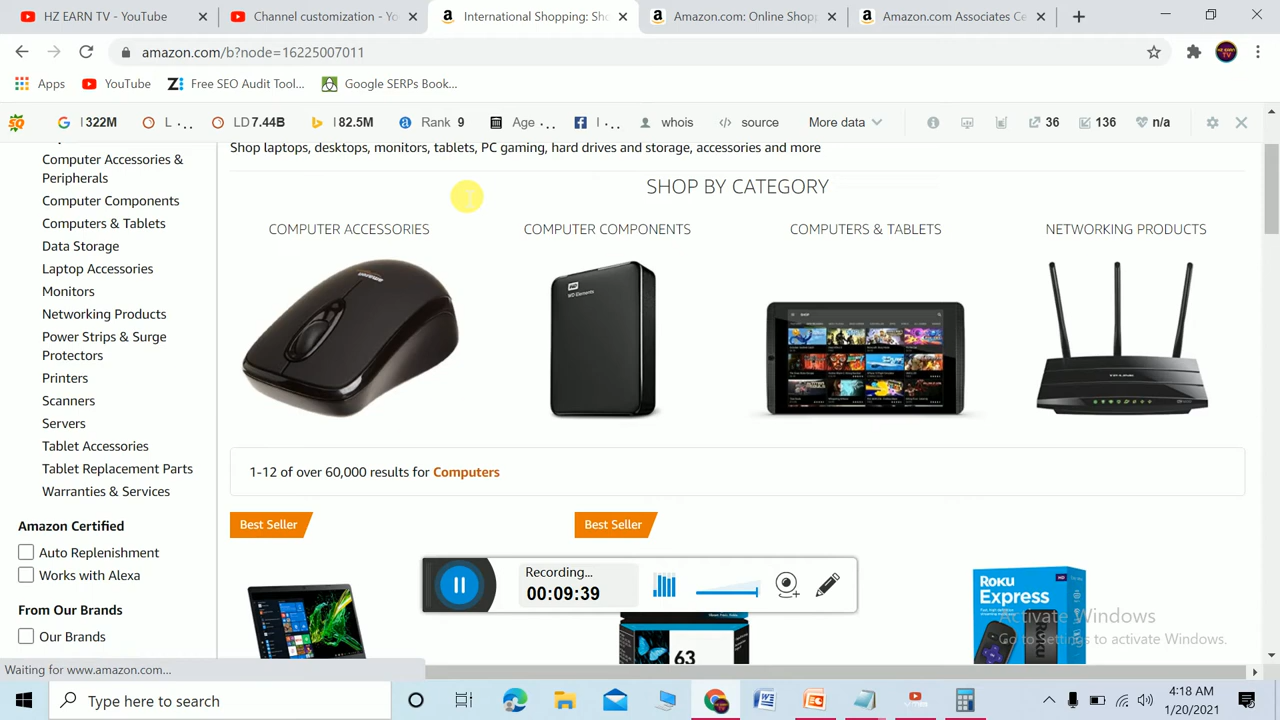 HZ EARN TV - YouTube
Channel customization - Yo
International Shopping: Sho
Amazon.com: Online Shopp
Amazon.com Associates Ce
amazon.com/b?node=16225007011
Apps
YouTube
Free SEO Audit Tool...
Google SERPs Book...
I 322M
L ...
LD 7.44B
I 82.5M
Rank 9
Age ...
I ...
whois
source
More data
36
136
n/a
Shop laptops, desktops, monitors, tablets, PC gaming, hard drives and storage, accessories and more
Computer Accessories &
Peripherals
Computer Components
Computers & Tablets
Data Storage
Laptop Accessories
Monitors
Networking Products
Power Strips & Surge
Protectors
Printers
Scanners
Servers
Tablet Accessories
Tablet Replacement Parts
Warranties & Services
Amazon Certified
Auto Replenishment
Works with Alexa
From Our Brands
Our Brands
SHOP BY CATEGORY
COMPUTER ACCESSORIES
COMPUTER COMPONENTS
COMPUTERS & TABLETS
NETWORKING PRODUCTS
amazon
WD Elements
SHOP
1-12 of over 60,000 results for Computers
Best Seller
Best Seller
Recording...
00:09:39
63
Roku
Express
Activate Windows
Go to Settings to activate Windows.
Waiting for www.amazon.com...
Type here to search
4:18 AM
1/20/2021